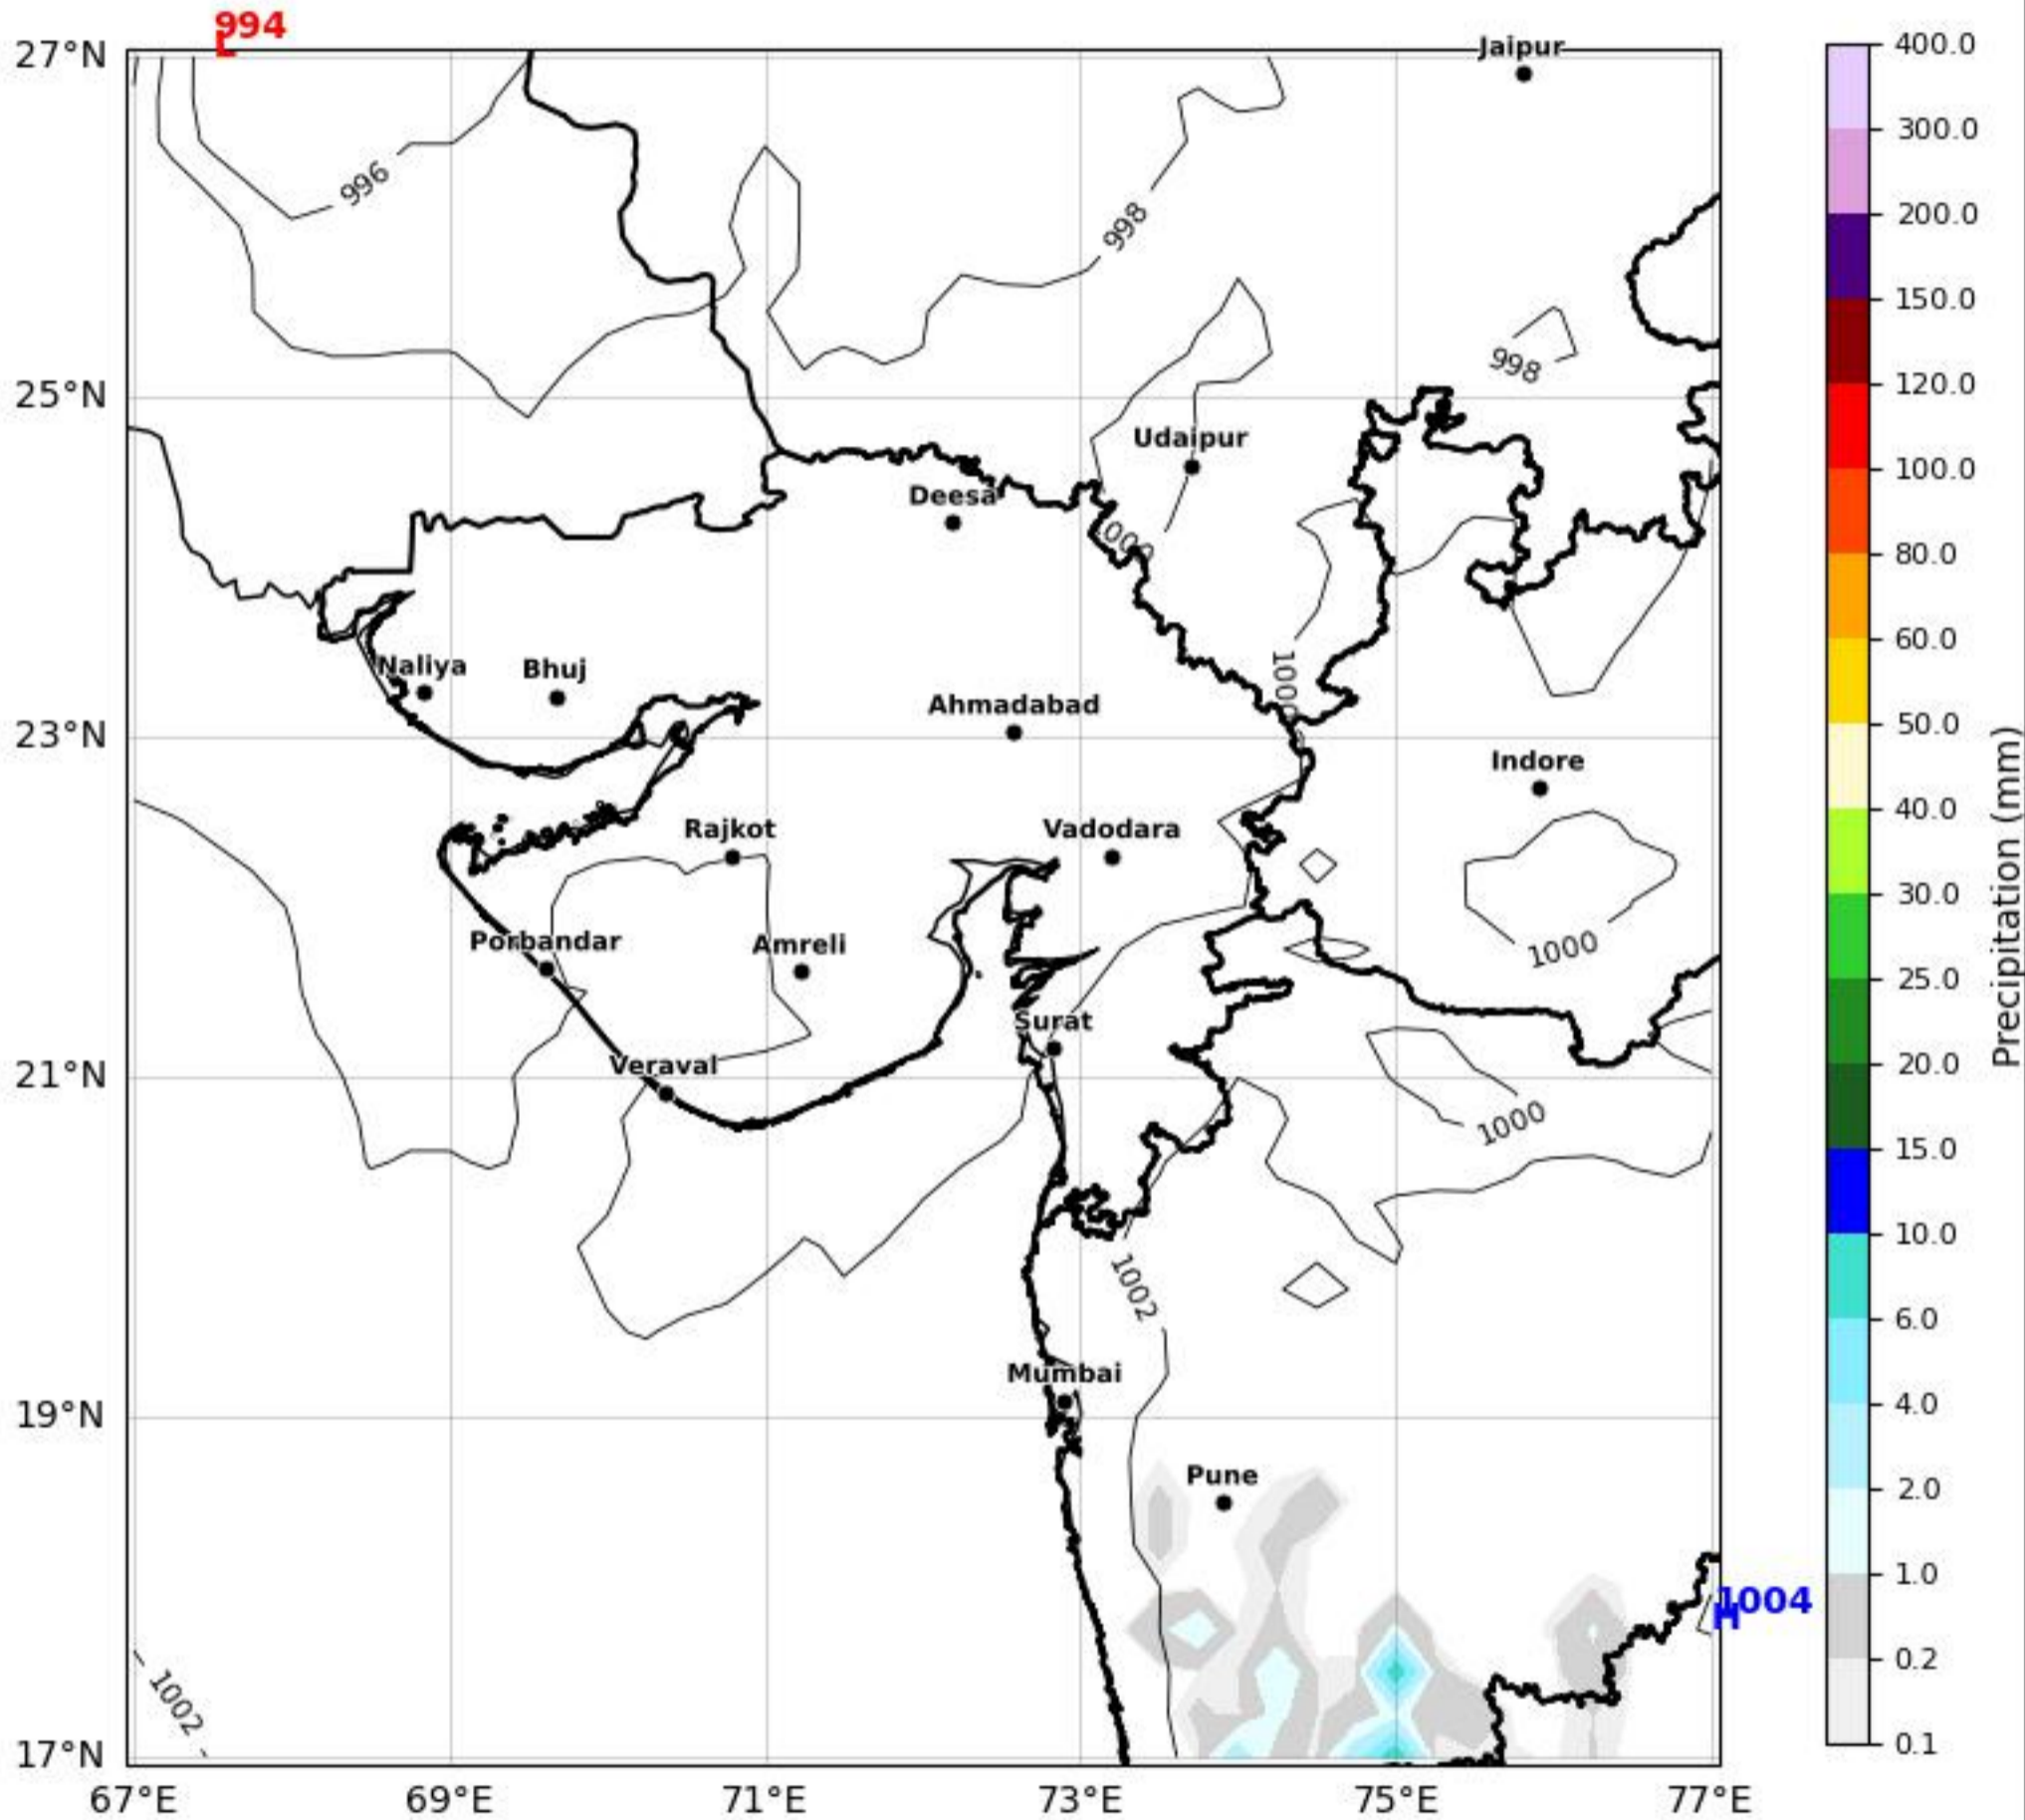 994
L
27°N
Jaipur
400.0
300.0
996
998
200.0
150.0
998
25°N
120.0
Udaipur
Deesa
100.0
1000
80.0
Naliya
Bhuj
1000
60.0
Ahmadabad
23°N
50.0
Indore
Precipitation (mm)
40.0
Rajkot
Vadodara
30.0
Porbandar
Amreli
1000
25.0
Surat
21°N
Veraval
20.0
1000
15.0
10.0
1002
6.0
Mumbai
19°N
4.0
Pune
2.0
1.0
1004
H
0.2
1002
17°N
0.1
67°E
69°E
71°E
73°E
75°E
77°E